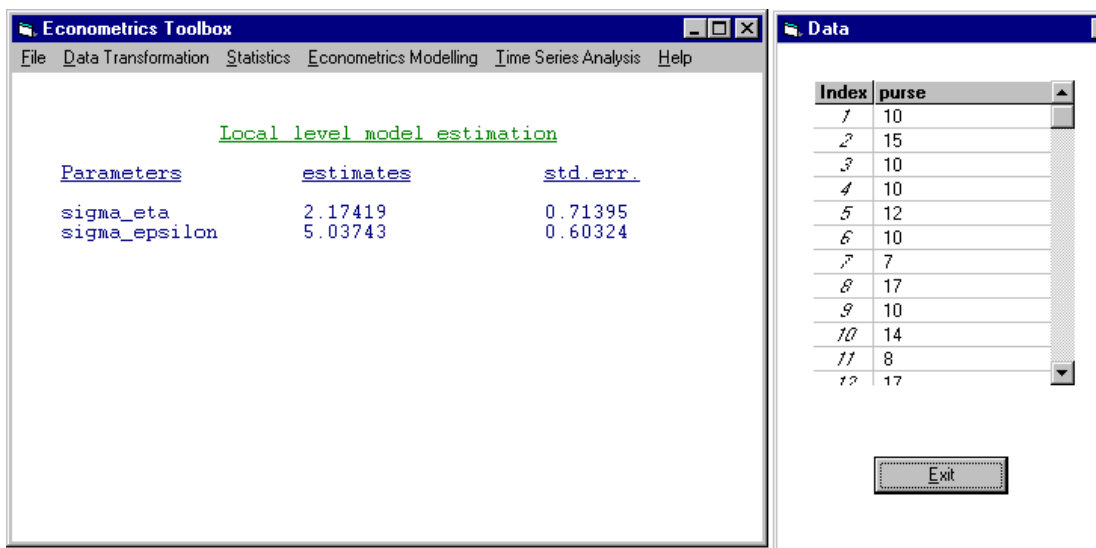 Econometrics Toolbox
File Data Transformation Statistics Econometrics Modelling Time Series Analysis Help
Local level model estimation
Parameters estimates std.err.
sigma_eta 2.17419 0.71395
sigma_epsilon 5.03743 0.60324
Data
Index purse
1 10
2 15
3 10
4 10
5 12
6 10
7 7
8 17
9 10
10 14
11 8
12 17
Exit